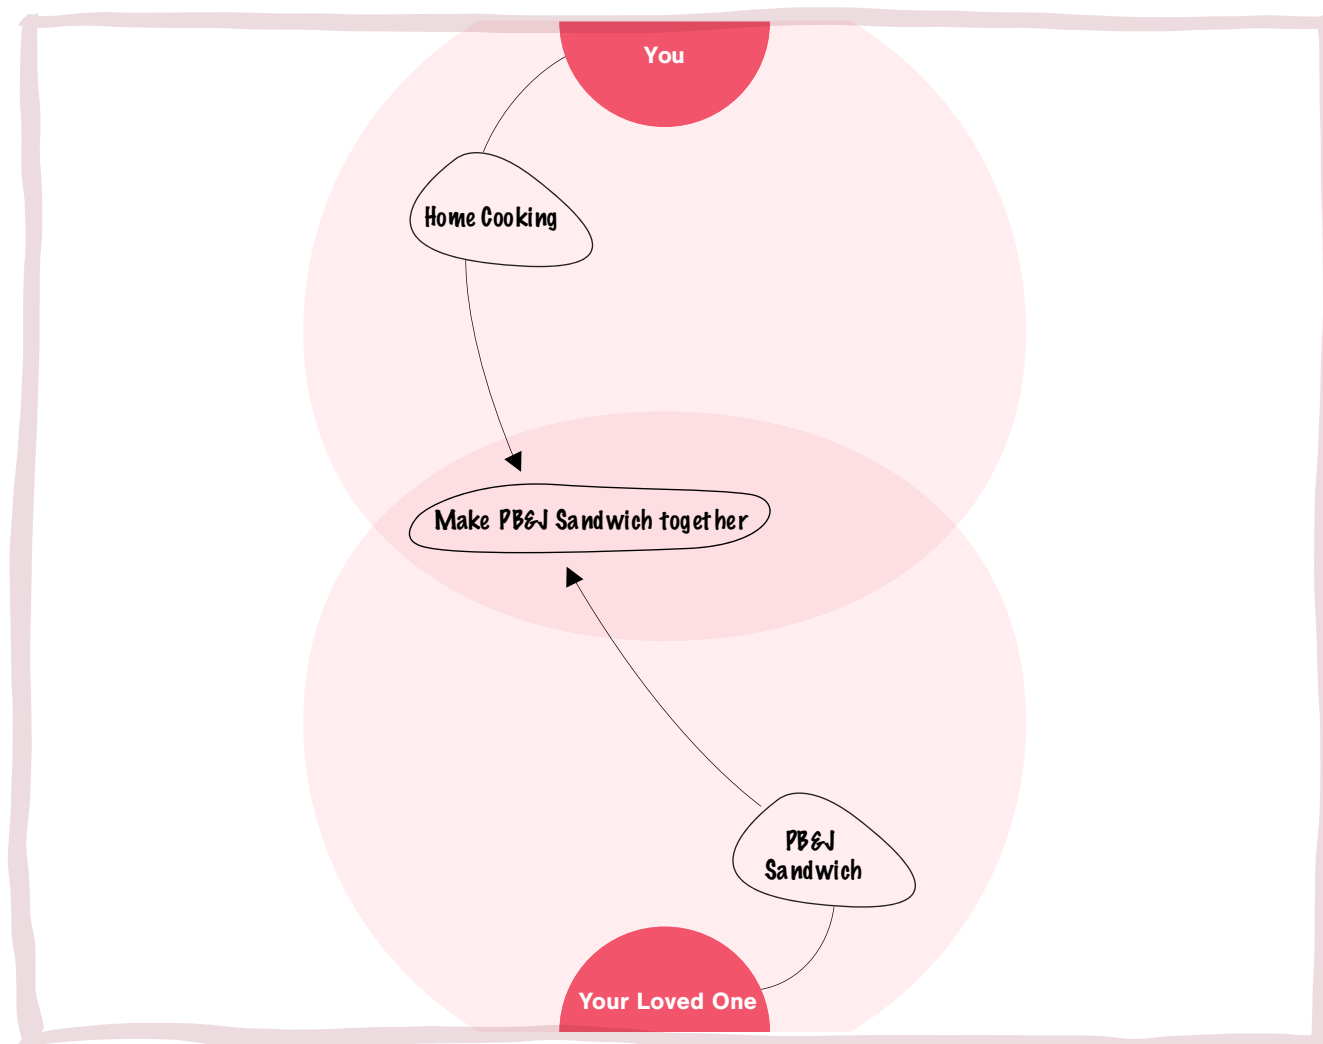 You
Home Cooking
Make PB&J Sandwich together
PB&J
Sandwich
Your Loved One